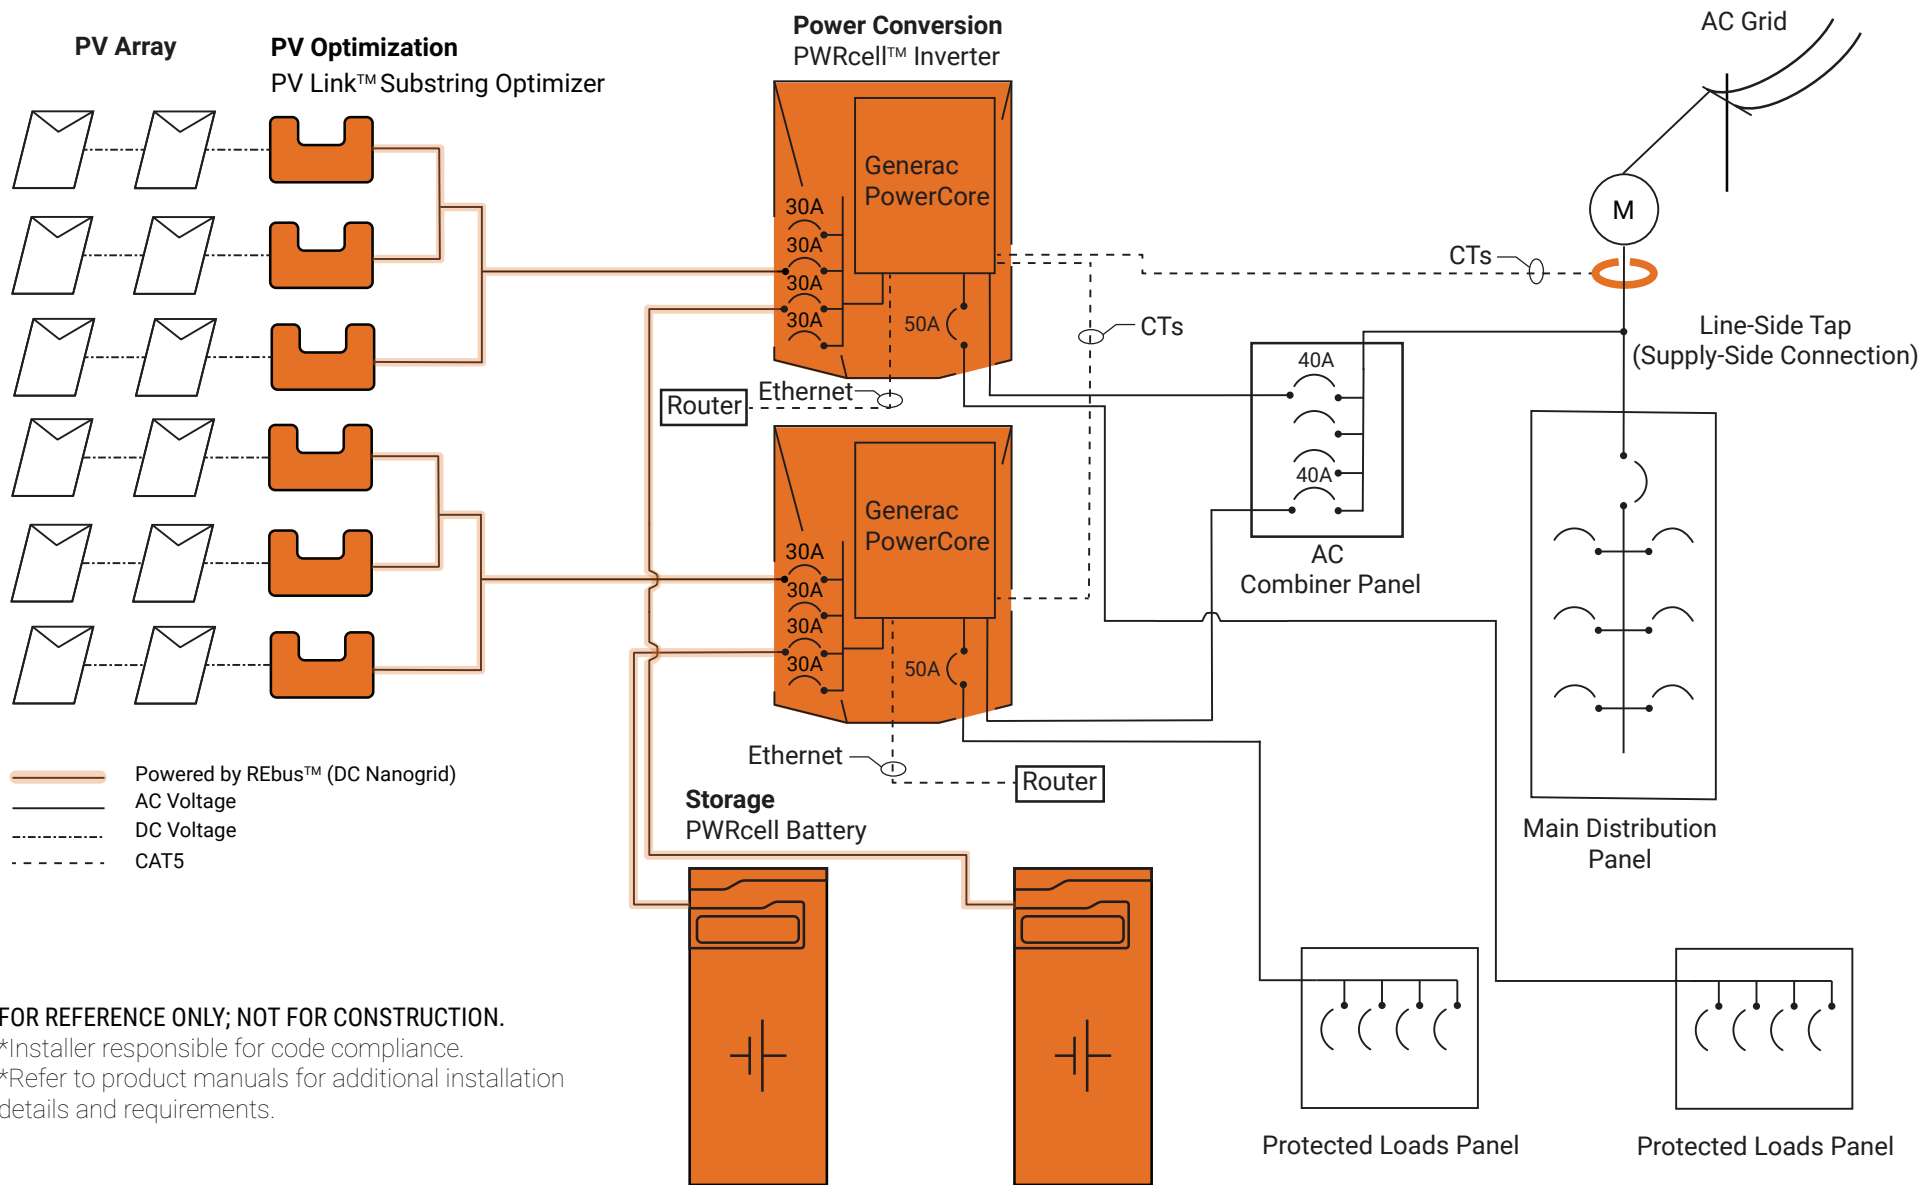 PV Array
PV Optimization
PV Link™ Substring Optimizer
Power Conversion
PWRcell™ Inverter
AC Grid
Generac
PowerCore
30A
30A
30A
30A
50A
M
CTs
CTs
Line-Side Tap
(Supply-Side Connection)
Ethernet
Router
40A
40A
AC
Combiner Panel
Generac
PowerCore
30A
30A
30A
30A
50A
Ethernet
Router
Powered by REbus™ (DC Nanogrid)
AC Voltage
DC Voltage
CAT5
Storage
PWRcell Battery
Main Distribution
Panel
FOR REFERENCE ONLY; NOT FOR CONSTRUCTION.
*Installer responsible for code compliance.
*Refer to product manuals for additional installation
details and requirements.
Protected Loads Panel
Protected Loads Panel